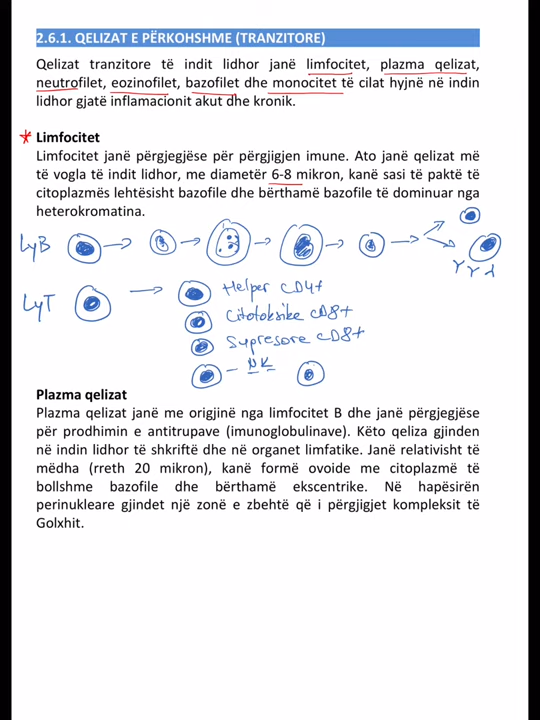 2.6.1. QELIZAT E PËRKOHSHME (TRANZITORE)
Qelizat tranzitore të indit lidhor janë limfocitet, plazma qelizat,
neutrofilet, eozinofilet, bazofilet dhe monocitet të cilat hyjnë në indin
lidhor gjatë inflamacionit akut dhe kronik.
* Limfocitet
Limfocitet janë përgjegjëse për përgjigjen imune. Ato janë qelizat më
të vogla të indit lidhor, me diametër 6-8 mikron, kanë sasi të paktë të
citoplazmës lehtësisht bazofile dhe bërthamë bazofile të dominuar nga
heterokromatina.
LyB
LyT
Helper CD4+
Citotoksike CD8+
Supresore CD8+
- NK
Plazma qelizat
Plazma qelizat janë me origjinë nga limfocitet B dhe janë përgjegjëse
për prodhimin e antitrupave (imunoglobulinave). Këto qeliza gjinden
në indin lidhor të shkriftë dhe në organet limfatike. Janë relativisht të
mëdha (rreth 20 mikron), kanë formë ovoide me citoplazmë të
bollshme bazofile dhe bërthamë ekscentrike. Në hapësirën
perinukleare gjindet një zonë e zbehtë që i përgjigjet kompleksit të
Golxhit.